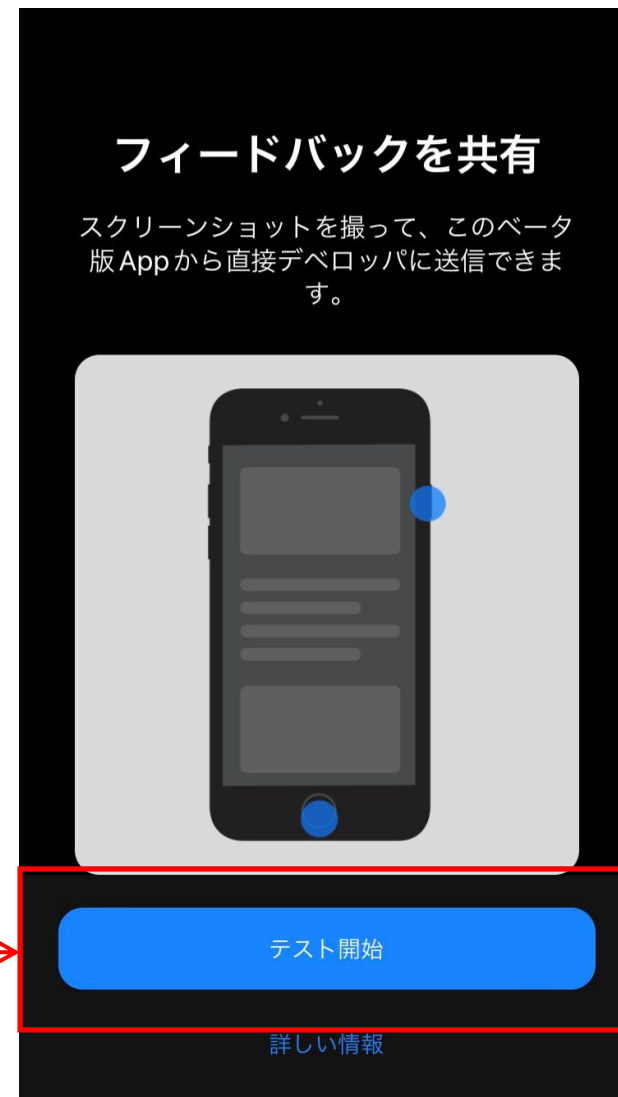 フィードバックを共有
スクリーンショットを撮って、このベータ
版Appから直接デベロッパに送信できま
す。
テスト開始
詳しい情報